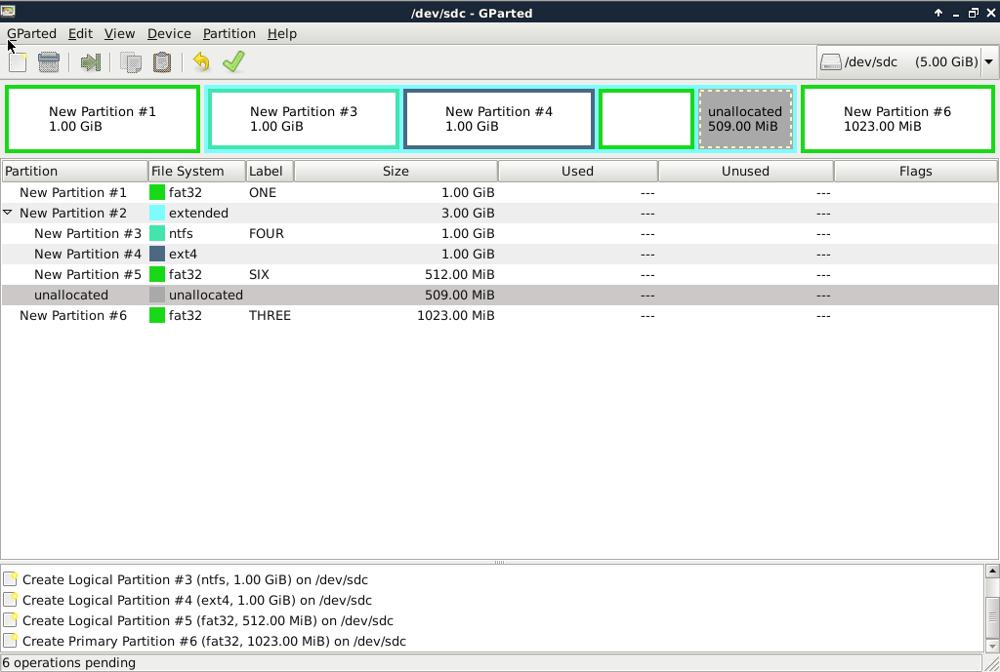 /dev/sdc - GParted
GParted Edit View Device Partition Help
/dev/sdc (5.00 GiB)
New Partition #1
1.00 GiB
New Partition #3
1.00 GiB
New Partition #4
1.00 GiB
unallocated
509.00 MiB
New Partition #6
1023.00 MiB
Partition File System Label Size Used Unused Flags
New Partition #1 fat32 ONE 1.00 GiB --- ---
New Partition #2 extended 3.00 GiB --- ---
New Partition #3 ntfs FOUR 1.00 GiB --- ---
New Partition #4 ext4 1.00 GiB --- ---
New Partition #5 fat32 SIX 512.00 MiB --- ---
unallocated unallocated 509.00 MiB --- ---
New Partition #6 fat32 THREE 1023.00 MiB --- ---
Create Logical Partition #3 (ntfs, 1.00 GiB) on /dev/sdc
Create Logical Partition #4 (ext4, 1.00 GiB) on /dev/sdc
Create Logical Partition #5 (fat32, 512.00 MiB) on /dev/sdc
Create Primary Partition #6 (fat32, 1023.00 MiB) on /dev/sdc
6 operations pending